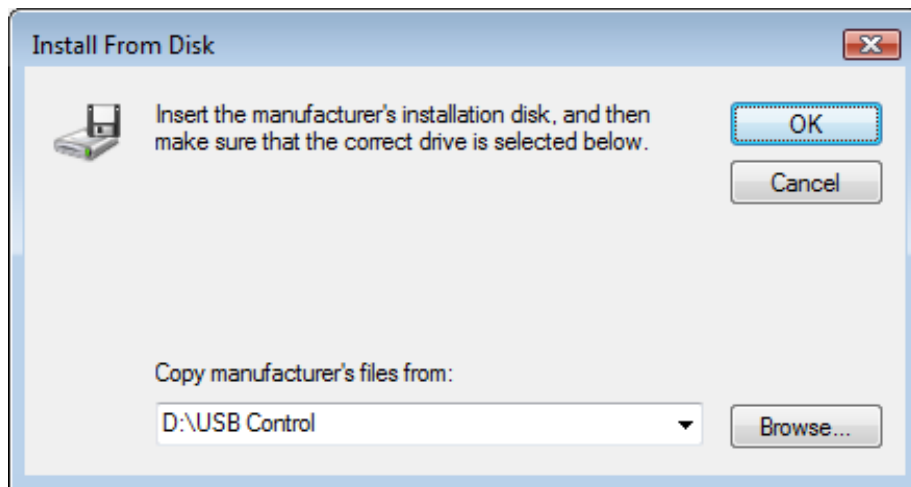 Install From Disk
Insert the manufacturer's installation disk, and then
make sure that the correct drive is selected below.
OK
Cancel
Copy manufacturer's files from:
D:\USB Control
Browse...